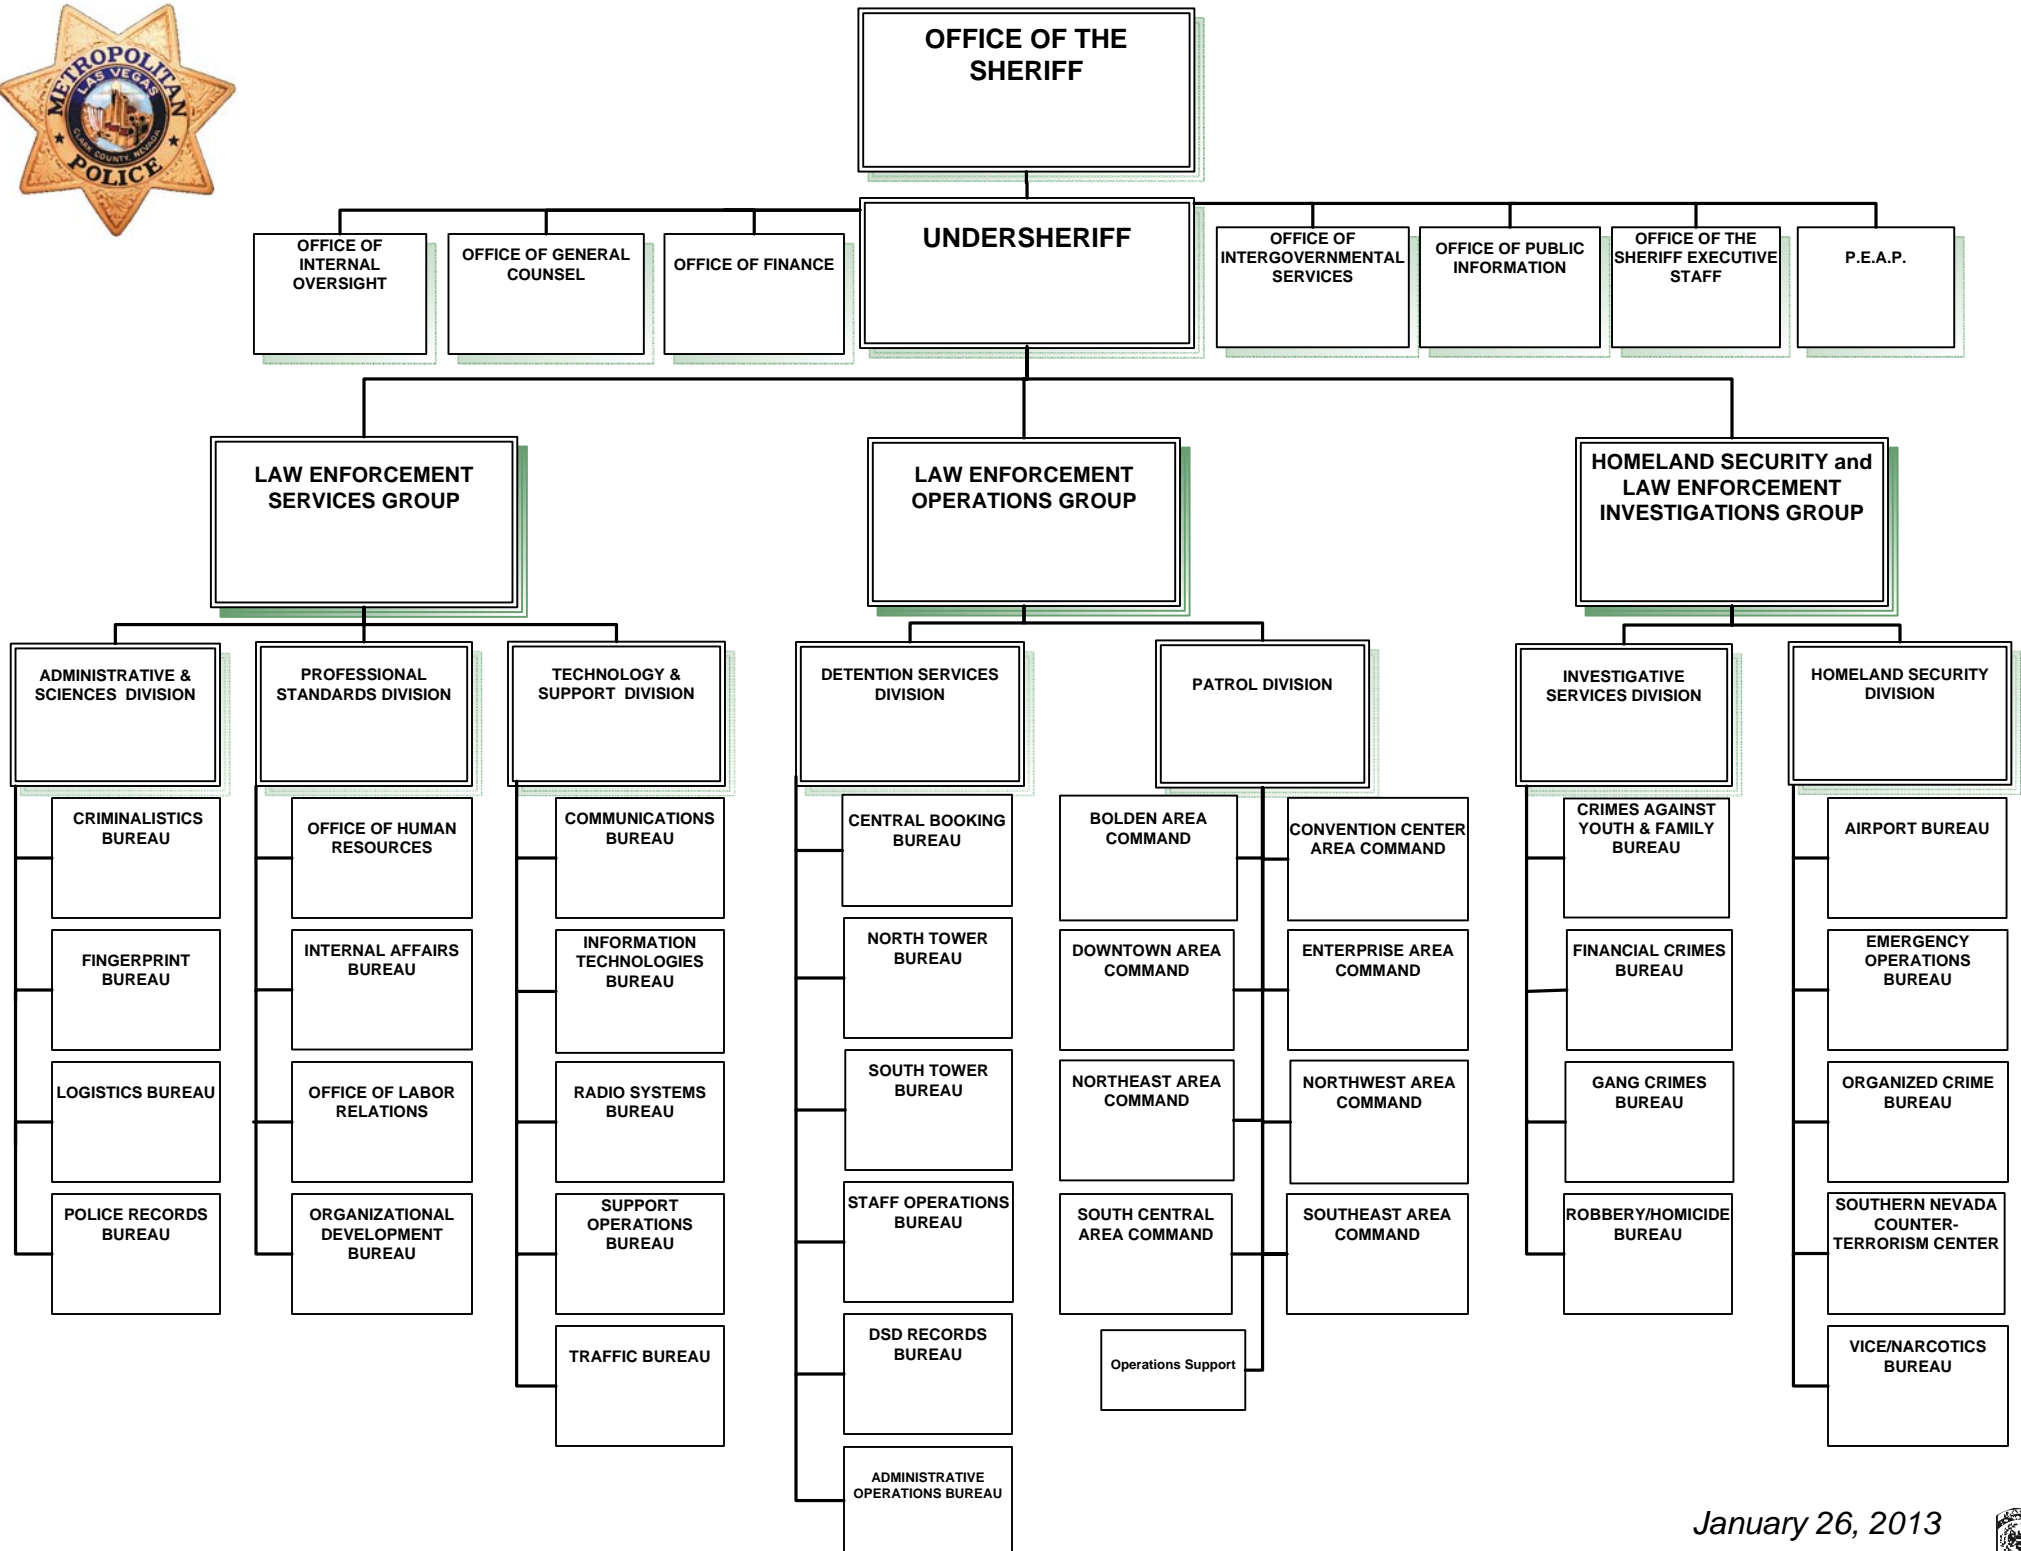 METROPOLITAN
LAS VEGAS
CLARK COUNTY, NEVADA
POLICE
OFFICE OF THE
SHERIFF
UNDERSHERIFF
OFFICE OF
INTERNAL
OVERSIGHT
OFFICE OF GENERAL
COUNSEL
OFFICE OF FINANCE
OFFICE OF
INTERGOVERNMENTAL
SERVICES
OFFICE OF PUBLIC
INFORMATION
OFFICE OF THE
SHERIFF EXECUTIVE
STAFF
P.E.A.P.
LAW ENFORCEMENT
SERVICES GROUP
LAW ENFORCEMENT
OPERATIONS GROUP
HOMELAND SECURITY and
LAW ENFORCEMENT
INVESTIGATIONS GROUP
ADMINISTRATIVE &
SCIENCES DIVISION
PROFESSIONAL
STANDARDS DIVISION
TECHNOLOGY &
SUPPORT DIVISION
DETENTION SERVICES
DIVISION
PATROL DIVISION
INVESTIGATIVE
SERVICES DIVISION
HOMELAND SECURITY
DIVISION
CRIMINALISTICS
BUREAU
FINGERPRINT
BUREAU
LOGISTICS BUREAU
POLICE RECORDS
BUREAU
OFFICE OF HUMAN
RESOURCES
INTERNAL AFFAIRS
BUREAU
OFFICE OF LABOR
RELATIONS
ORGANIZATIONAL
DEVELOPMENT
BUREAU
COMMUNICATIONS
BUREAU
INFORMATION
TECHNOLOGIES
BUREAU
RADIO SYSTEMS
BUREAU
SUPPORT
OPERATIONS
BUREAU
TRAFFIC BUREAU
CENTRAL BOOKING
BUREAU
NORTH TOWER
BUREAU
SOUTH TOWER
BUREAU
STAFF OPERATIONS
BUREAU
DSD RECORDS
BUREAU
ADMINISTRATIVE
OPERATIONS BUREAU
BOLDEN AREA
COMMAND
CONVENTION CENTER
AREA COMMAND
DOWNTOWN AREA
COMMAND
ENTERPRISE AREA
COMMAND
NORTHEAST AREA
COMMAND
NORTHWEST AREA
COMMAND
SOUTH CENTRAL
AREA COMMAND
SOUTHEAST AREA
COMMAND
Operations Support
CRIMES AGAINST
YOUTH & FAMILY
BUREAU
FINANCIAL CRIMES
BUREAU
GANG CRIMES
BUREAU
ROBBERY/HOMICIDE
BUREAU
AIRPORT BUREAU
EMERGENCY
OPERATIONS
BUREAU
ORGANIZED CRIME
BUREAU
SOUTHERN NEVADA
COUNTER-
TERRORISM CENTER
VICE/NARCOTICS
BUREAU
January 26, 2013